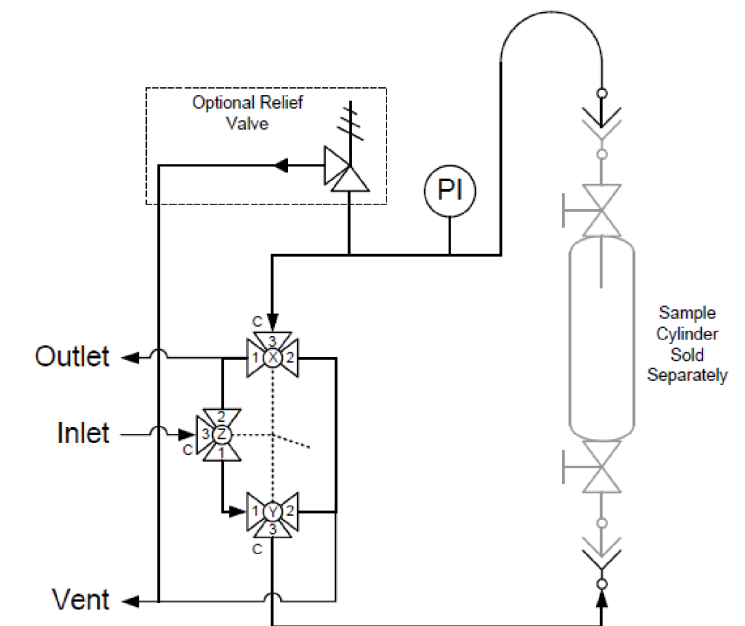 Optional Relief
Valve
PI
C
3
Outlet
1
X
2
Sample
Cylinder
Sold
Separately
2
Inlet
3
Z
C
1
1
Y
2
3
C
Vent